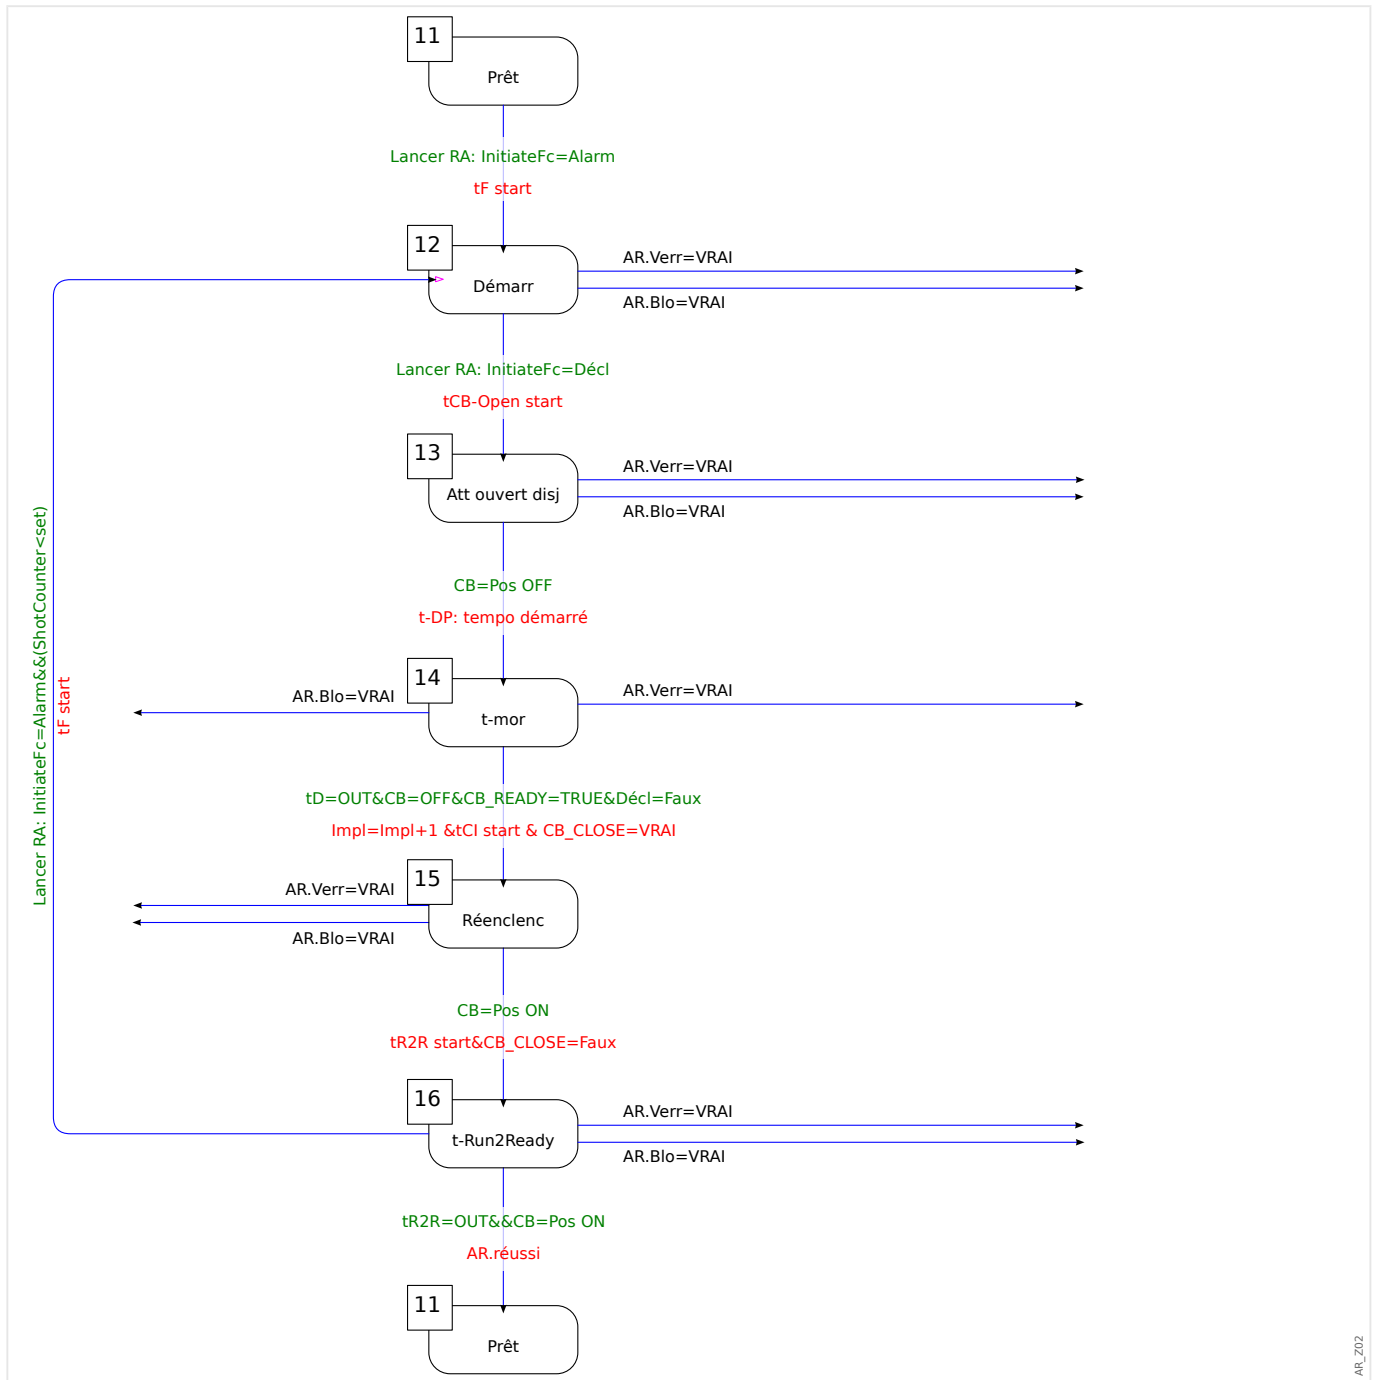 11
Prêt
Lancer RA: InitiateFc=Alarm
tF start
12
Démarr
AR.Verr=VRAI
AR.Blo=VRAI
Lancer RA: InitiateFc=Décl
tCB-Open start
13
Att ouvert disj
AR.Verr=VRAI
AR.Blo=VRAI
CB=Pos OFF
t-DP: tempo démarré
Lancer RA: InitiateFc=Alarm&&(ShotCounter<set)
tF start
14
t-mor
AR.Blo=VRAI
AR.Verr=VRAI
tD=OUT&CB=OFF&CB_READY=TRUE&Décl=Faux
Impl=Impl+1 &tCl start & CB_CLOSE=VRAI
15
Réenclenc
AR.Verr=VRAI
AR.Blo=VRAI
CB=Pos ON
tR2R start&CB_CLOSE=Faux
16
t-Run2Ready
AR.Verr=VRAI
AR.Blo=VRAI
tR2R=OUT&&CB=Pos ON
AR.réussi
11
Prêt
AR_Z02